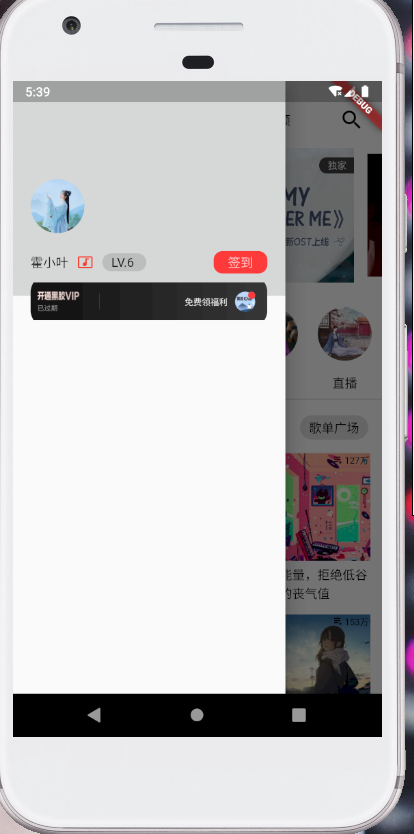 5:39
DEBUG
独家
MY
ER ME》
新OST上线
霍小叶
LV.6
签到
开通黑胶VIP
已过期
免费领福利
直播
歌单广场
127万
能量，拒绝低谷
的丧气值
153万